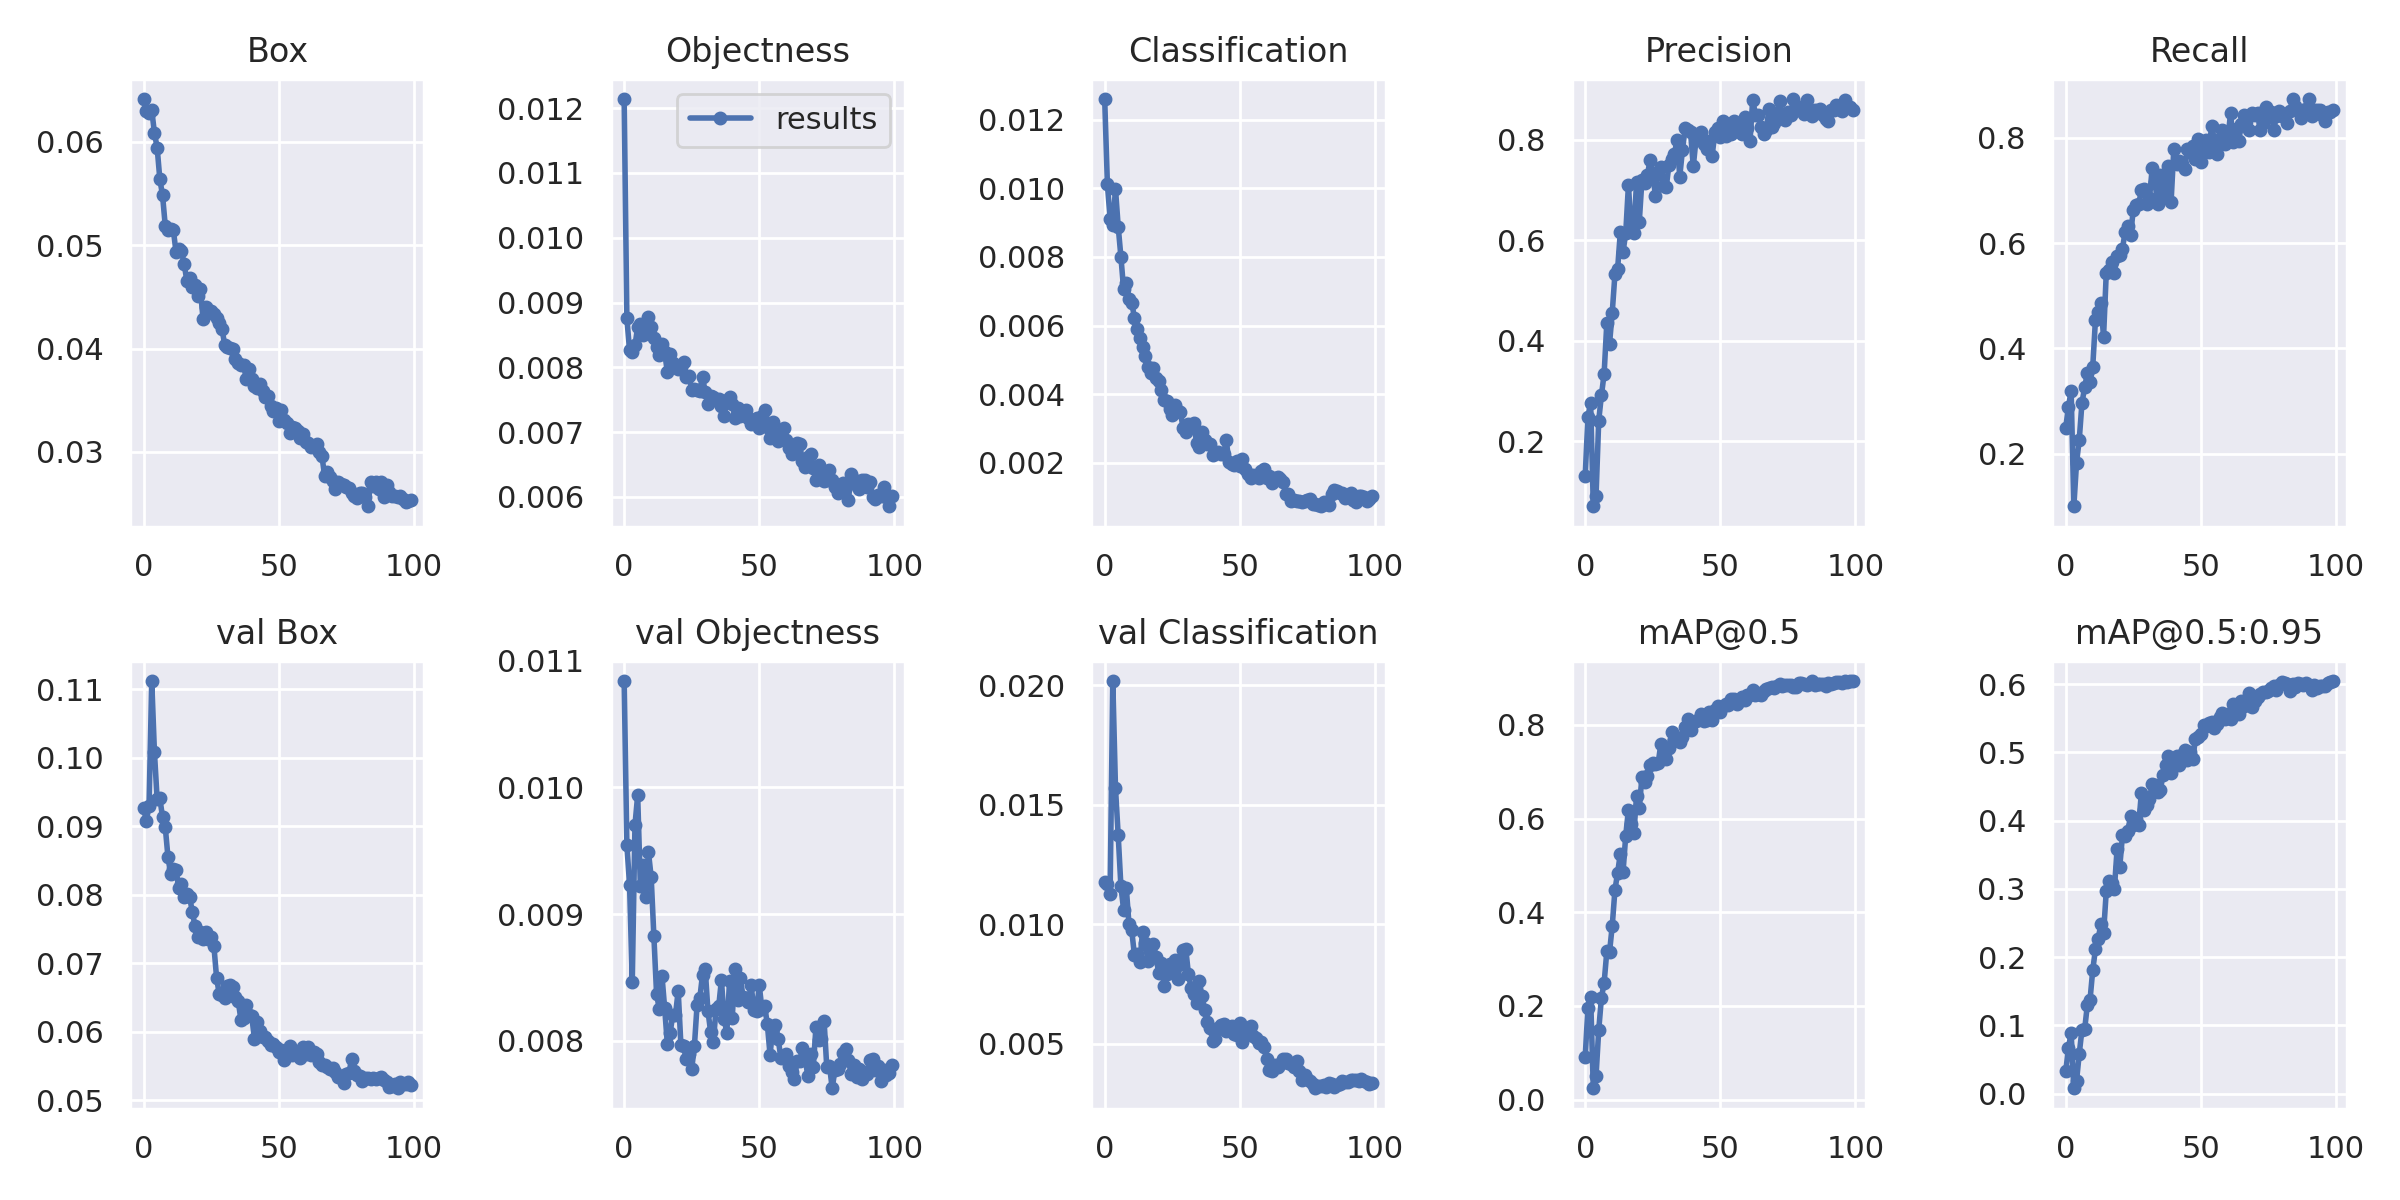 Box
0.06
0.05
0.04
0.03
0 50 100
Objectness
results
0.012
0.011
0.010
0.009
0.008
0.007
0.006
0 50 100
Classification
0.012
0.010
0.008
0.006
0.004
0.002
0 50 100
Precision
0.8
0.6
0.4
0.2
0 50 100
Recall
0.8
0.6
0.4
0.2
0 50 100
val Box
0.11
0.10
0.09
0.08
0.07
0.06
0.05
0 50 100
val Objectness
0.011
0.010
0.009
0.008
0 50 100
val Classification
0.020
0.015
0.010
0.005
0 50 100
mAP@0.5
0.8
0.6
0.4
0.2
0.0
0 50 100
mAP@0.5:0.95
0.6
0.5
0.4
0.3
0.2
0.1
0.0
0 50 100